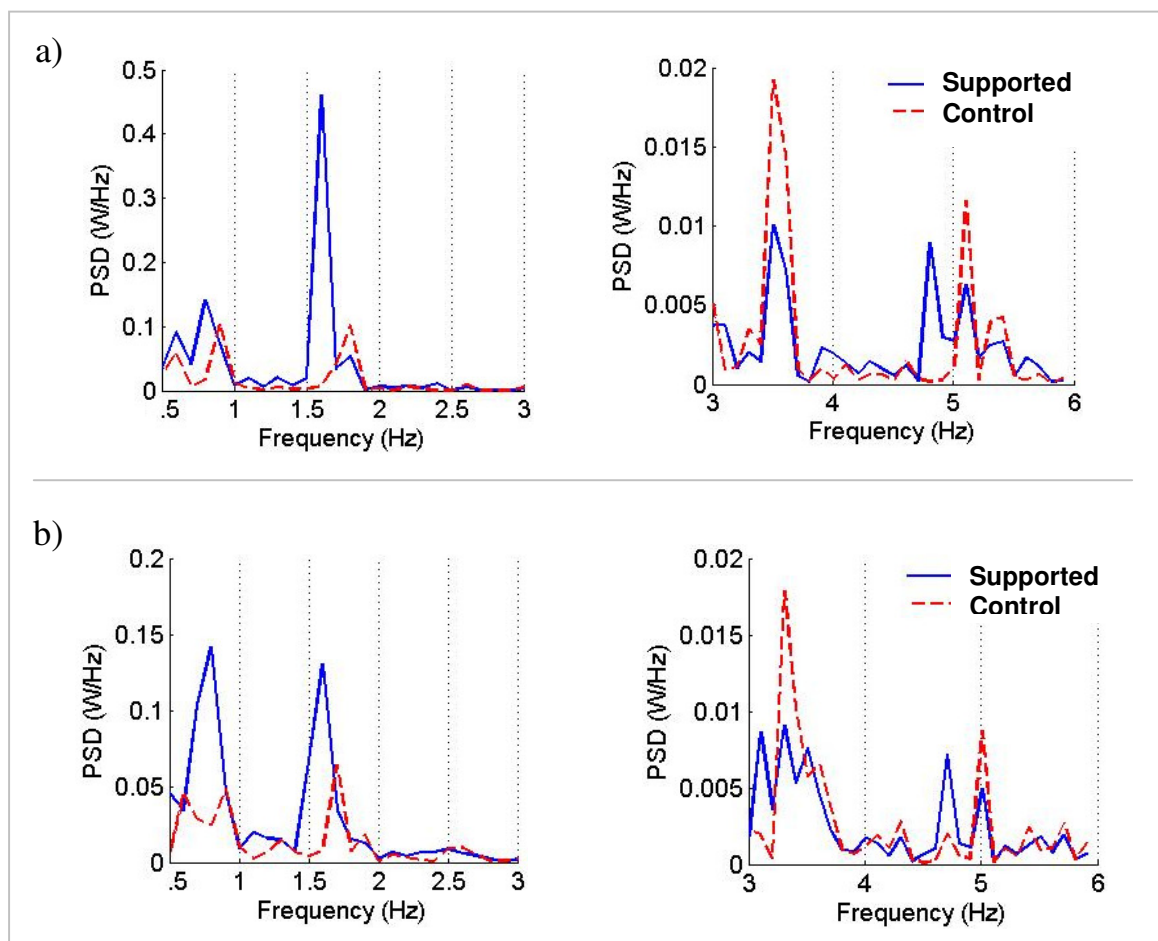 a)
0.5
0.4
0.3
0.2
0.1
0
PSD (W/Hz)
.5 1 1.5 2 2.5 3
Frequency (Hz)
0.02
0.015
0.01
0.005
0
PSD (W/Hz)
3 4 5 6
Frequency (Hz)
Supported
Control
b)
0.2
0.15
0.1
0.05
0
PSD (W/Hz)
.5 1 1.5 2 2.5 3
Frequency (Hz)
0.02
0.015
0.01
0.005
0
PSD (W/Hz)
3 4 5 6
Frequency (Hz)
Supported
Control